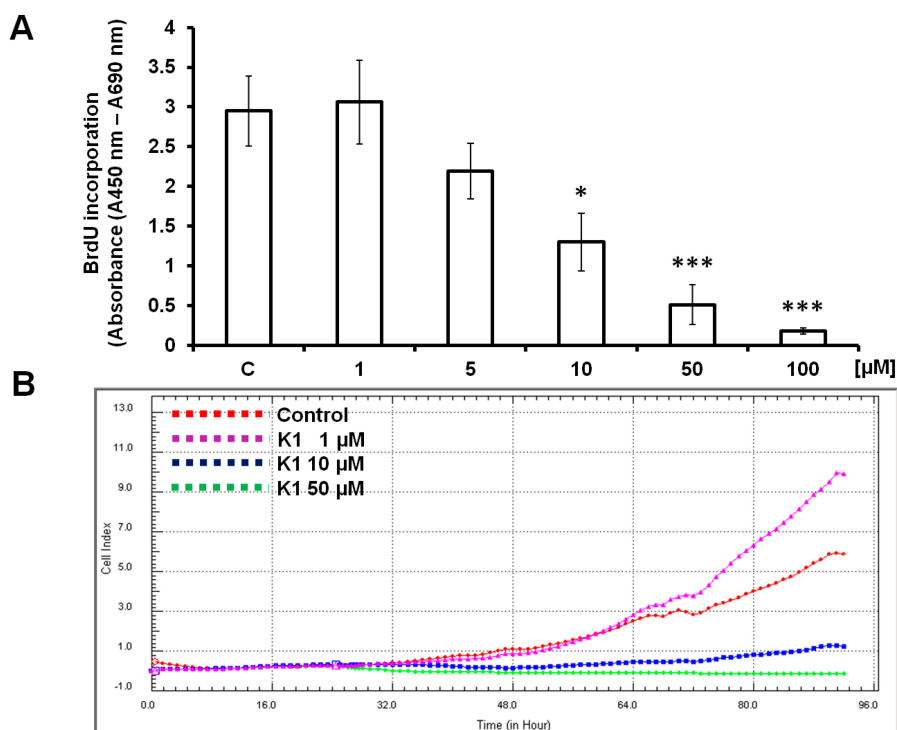 A
BrdU incorporation
(Absorbance (A450 nm – A690 nm)
4
3.5
3
2.5
2
1.5
1
0.5
0
*
***
***
C 1 5 10 50 100 [µM]
B
Control
K1 1 µM
K1 10 µM
K1 50 µM
Cell Index
13.0
11.0
9.0
7.0
5.0
3.0
1.0
-1.0
0.0 16.0 32.0 48.0 64.0 80.0 96.0
Time (in Hour)